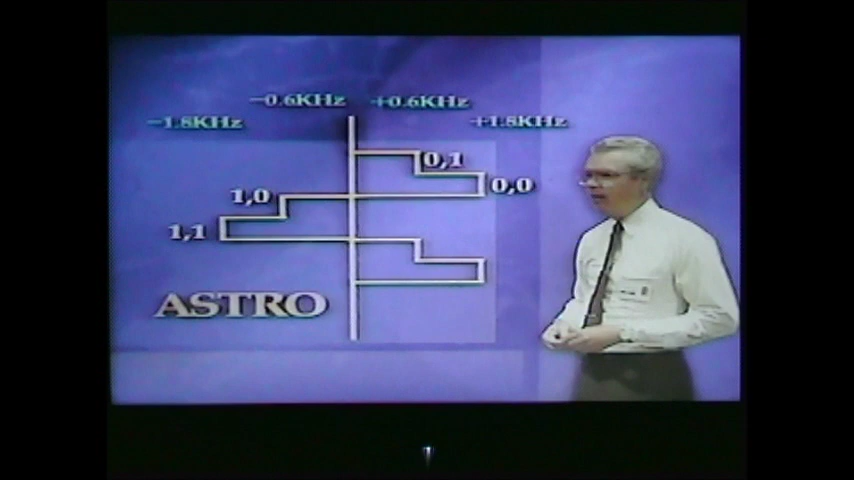 −0.6KHz +0.6KHz
−1.8KHz +1.8KHz
0,1
0,0
1,0
1,1
ASTRO